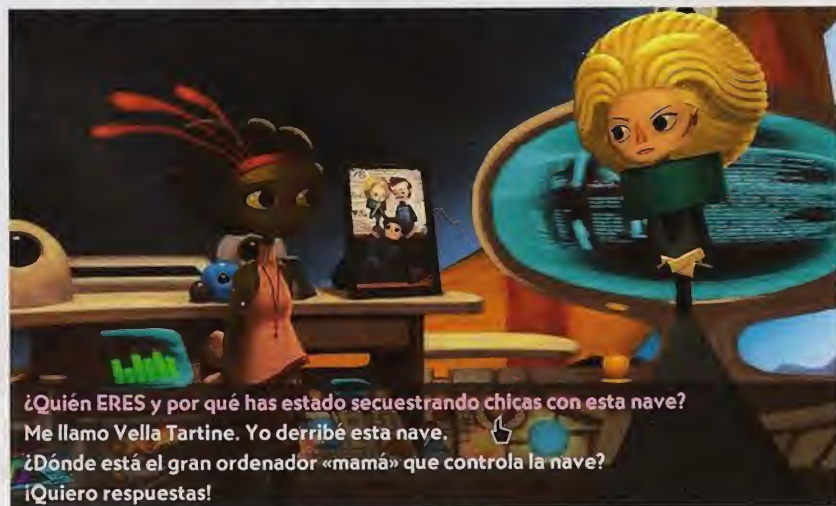 ¿Quién ERES y por qué has estado secuestrando chicas con esta nave?
Me llamo Vella Tartine. Yo derribé esta nave.
¿Dónde está el gran ordenador «mamá» que controla la nave?
¡Quiero respuestas!